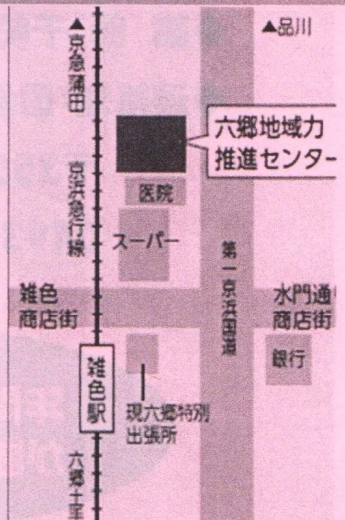 ▲京急蒲田
▲品川
六郷地域力
推進センター
京浜急行線
医院
スーパー
第一京浜国道
雑色
商店街
水門通り
商店街
雑色駅
銀行
現六郷特別
出張所
六郷土手